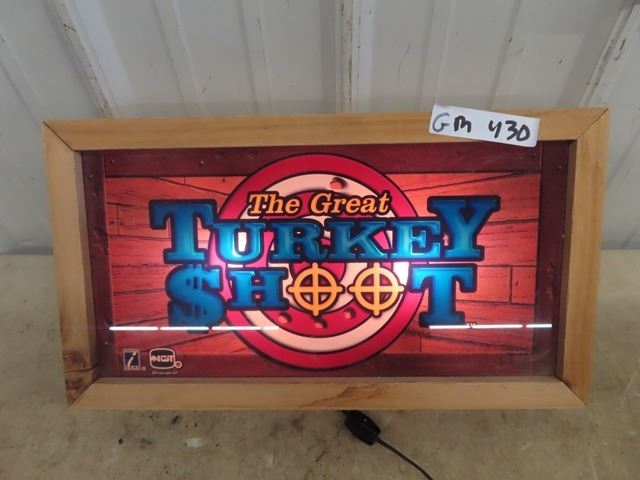 GM 430
The Great
TURKEY
$HOOT
IGT